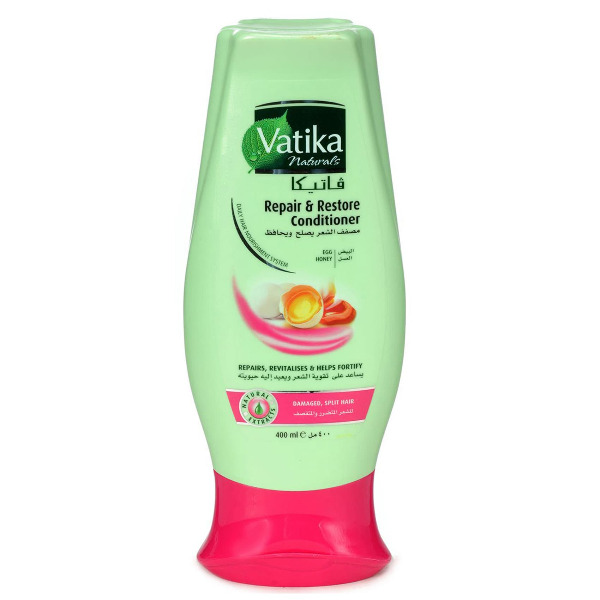 Vatika
Naturals
ڤاتيكا
Repair & Restore
Conditioner
مصفف الشعر يصلح ويحافظ
DAILY HAIR NOURISHMENT SYSTEM
EGG البيض
HONEY العسل
REPAIRS, REVITALISES & HELPS FORTIFY
يساعد على تقوية الشعر ويعيد إليه حيويته
NATURAL EXTRACTS
DAMAGED, SPLIT HAIR
للشعر المتضرر والمتقصف
400 ml ℮ ٤٠٠ مل